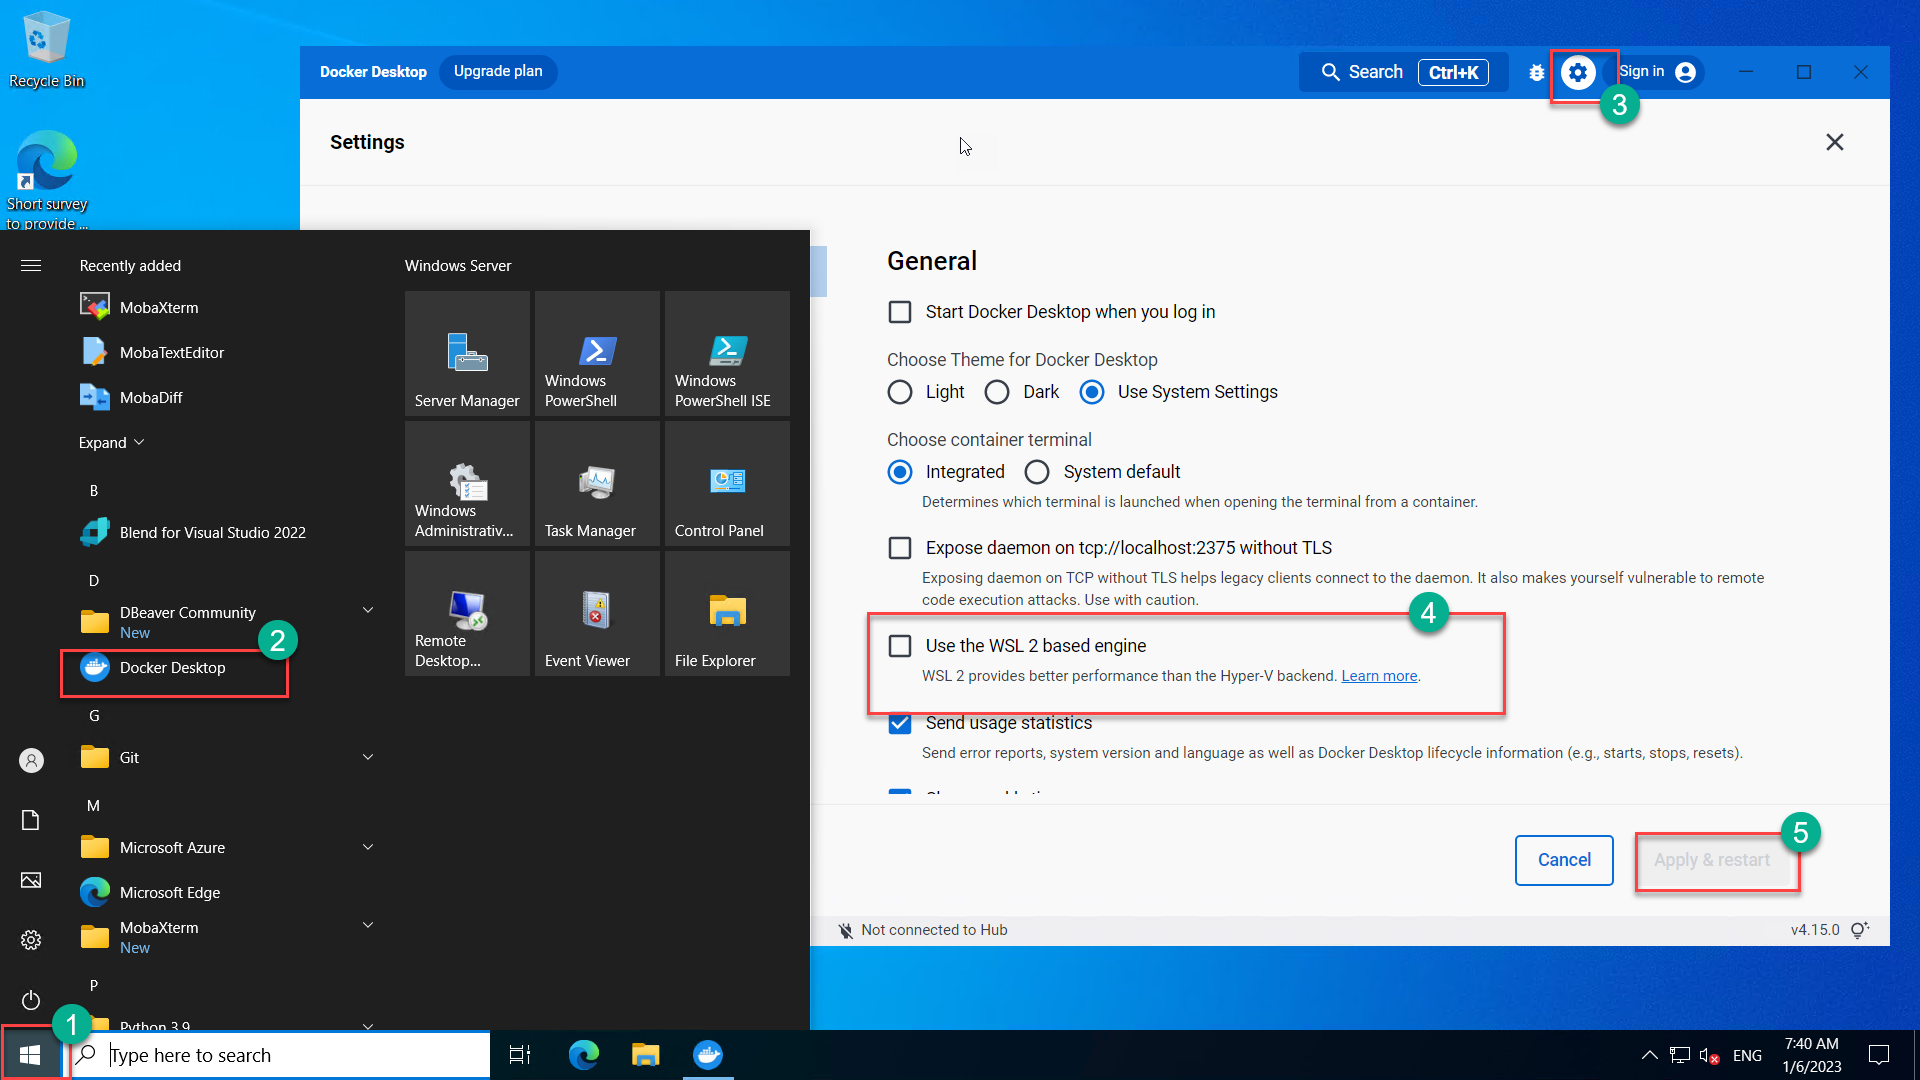 Recycle Bin
Short survey
to provide ...
Docker Desktop
Upgrade plan
Search
Ctrl+K
Sign in
3
Settings
Recently added
MobaXterm
MobaTextEditor
MobaDiff
Expand
B
Blend for Visual Studio 2022
D
DBeaver Community
New
2
Docker Desktop
G
Git
M
Microsoft Azure
Microsoft Edge
MobaXterm
New
P
Python 3.9
Windows Server
Server Manager
Windows
PowerShell
Windows
PowerShell ISE
Windows
Administrativ...
Task Manager
Control Panel
Remote
Desktop...
Event Viewer
File Explorer
General
Start Docker Desktop when you log in
Choose Theme for Docker Desktop
Light
Dark
Use System Settings
Choose container terminal
Integrated
System default
Determines which terminal is launched when opening the terminal from a container.
Expose daemon on tcp://localhost:2375 without TLS
Exposing daemon on TCP without TLS helps legacy clients connect to the daemon. It also makes yourself vulnerable to remote
code execution attacks. Use with caution.
4
Use the WSL 2 based engine
WSL 2 provides better performance than the Hyper-V backend. Learn more.
Send usage statistics
Send error reports, system version and language as well as Docker Desktop lifecycle information (e.g., starts, stops, resets).
Cancel
Apply & restart
5
Not connected to Hub
v4.15.0
1
Type here to search
ENG
7:40 AM
1/6/2023